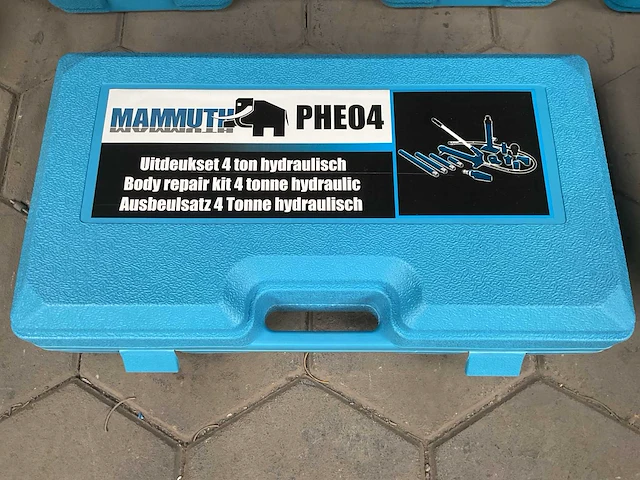 MAMMUTH PHE04
Uitdeukset 4 ton hydraulisch
Body repair kit 4 tonne hydraulic
Ausbeulsatz 4 Tonne hydraulisch